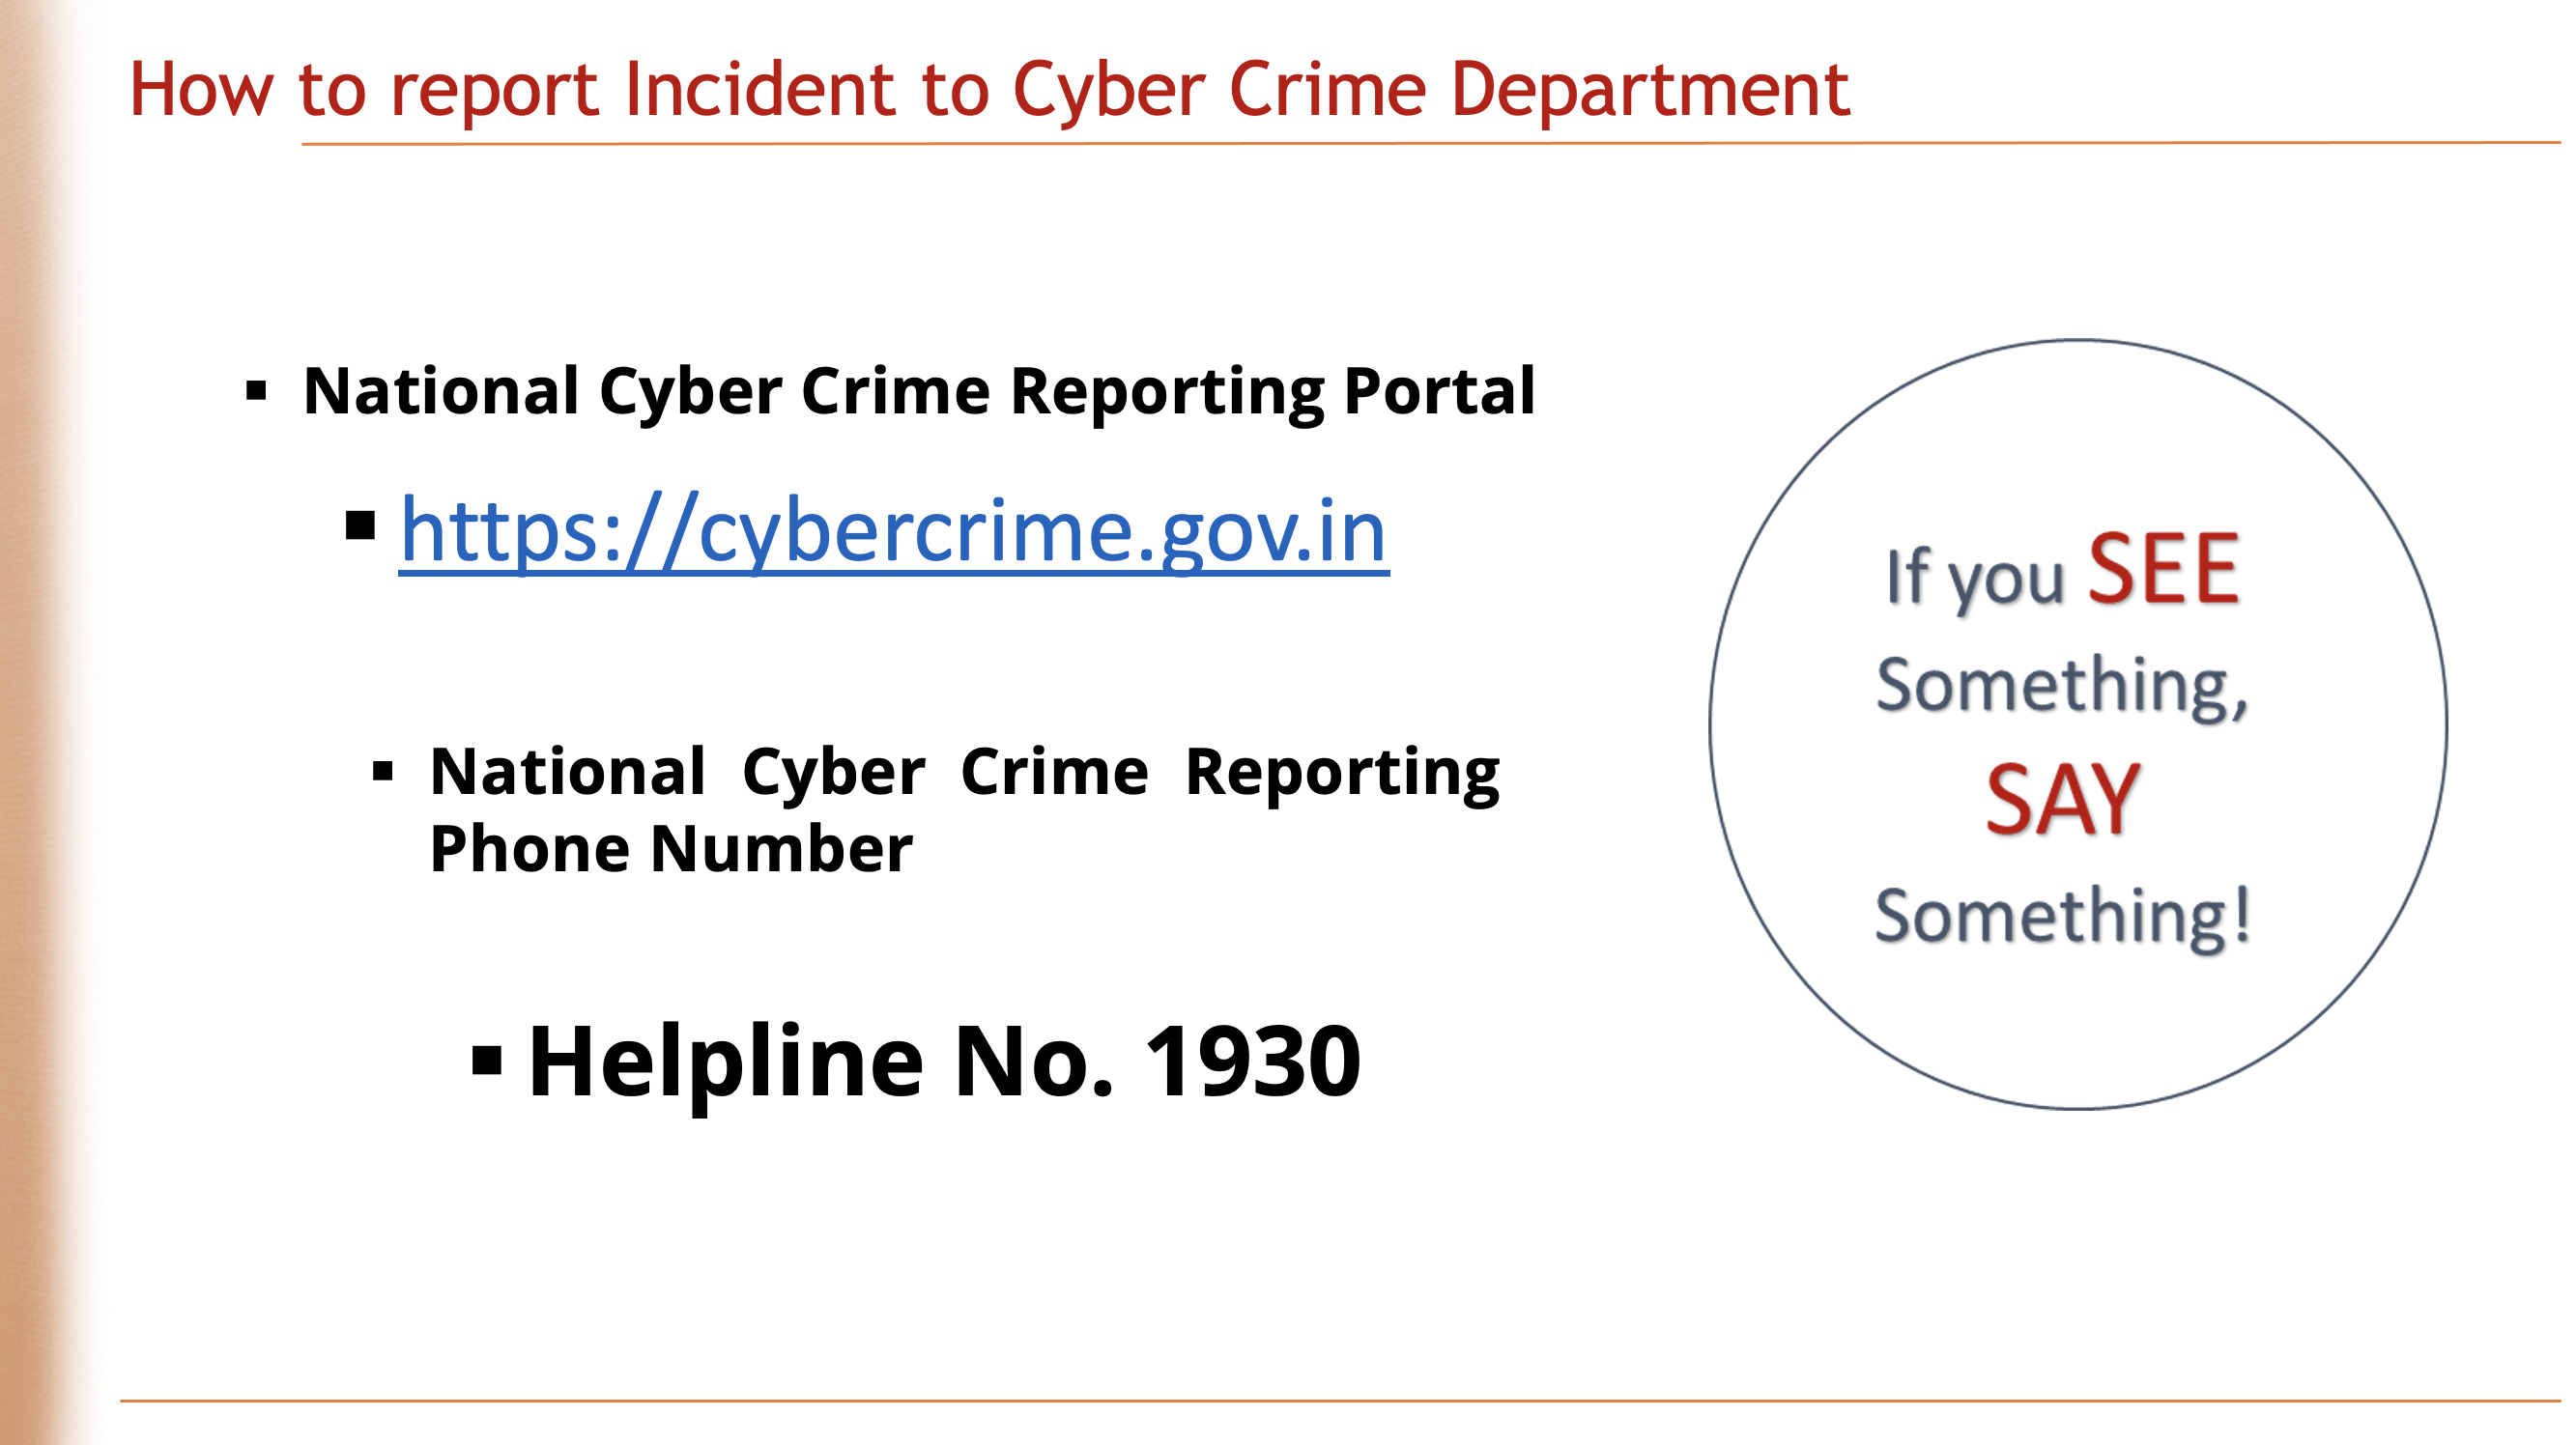 How to report Incident to Cyber Crime Department
▪ National Cyber Crime Reporting Portal
▪ https://cybercrime.gov.in
▪ National Cyber Crime Reporting
Phone Number
▪ Helpline No. 1930
If you SEE
Something,
SAY
Something!